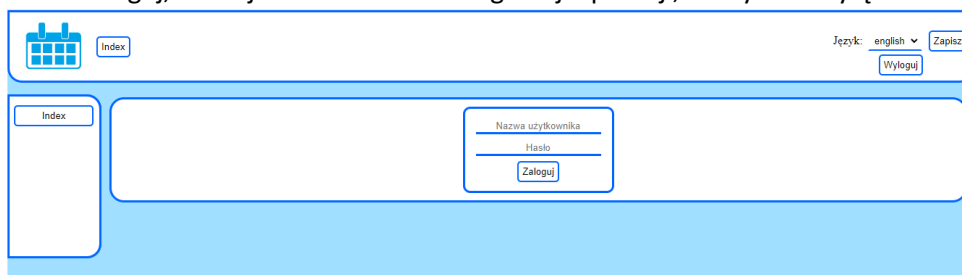 Index
Język: english Zapisz
Wyloguj
Index
Nazwa użytkownika
Hasło
Zaloguj